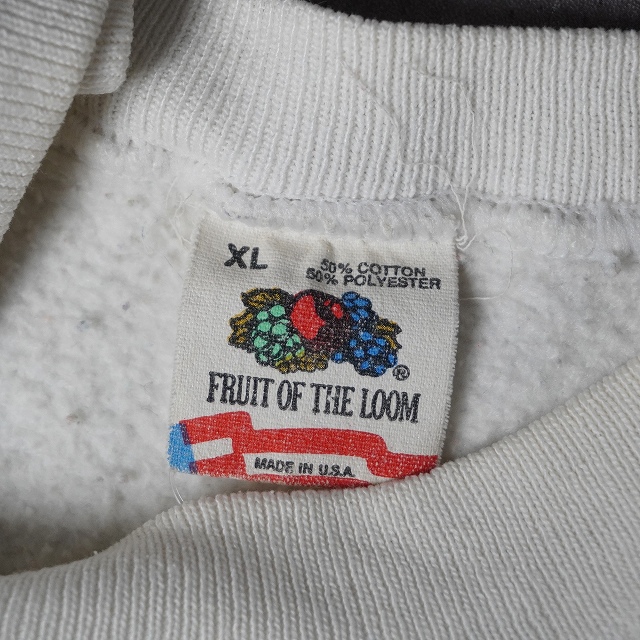 XL
50% COTTON
50% POLYESTER
®
FRUIT OF THE LOOM
MADE IN U.S.A.